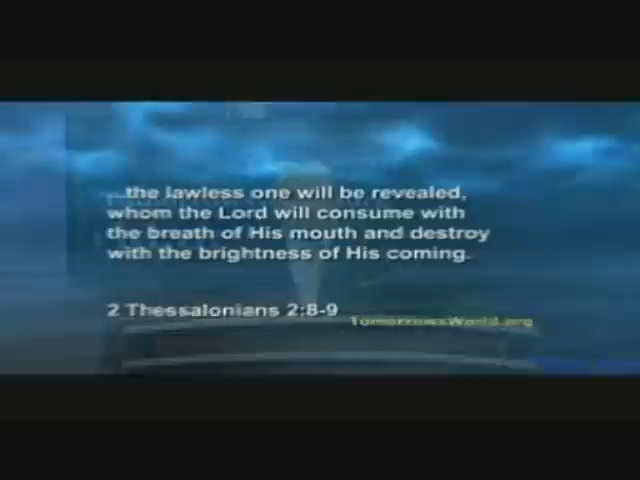 ...the lawless one will be revealed,
whom the Lord will consume with
the breath of His mouth and destroy
with the brightness of His coming.
2 Thessalonians 2:8-9
TomorrowsWorld.org